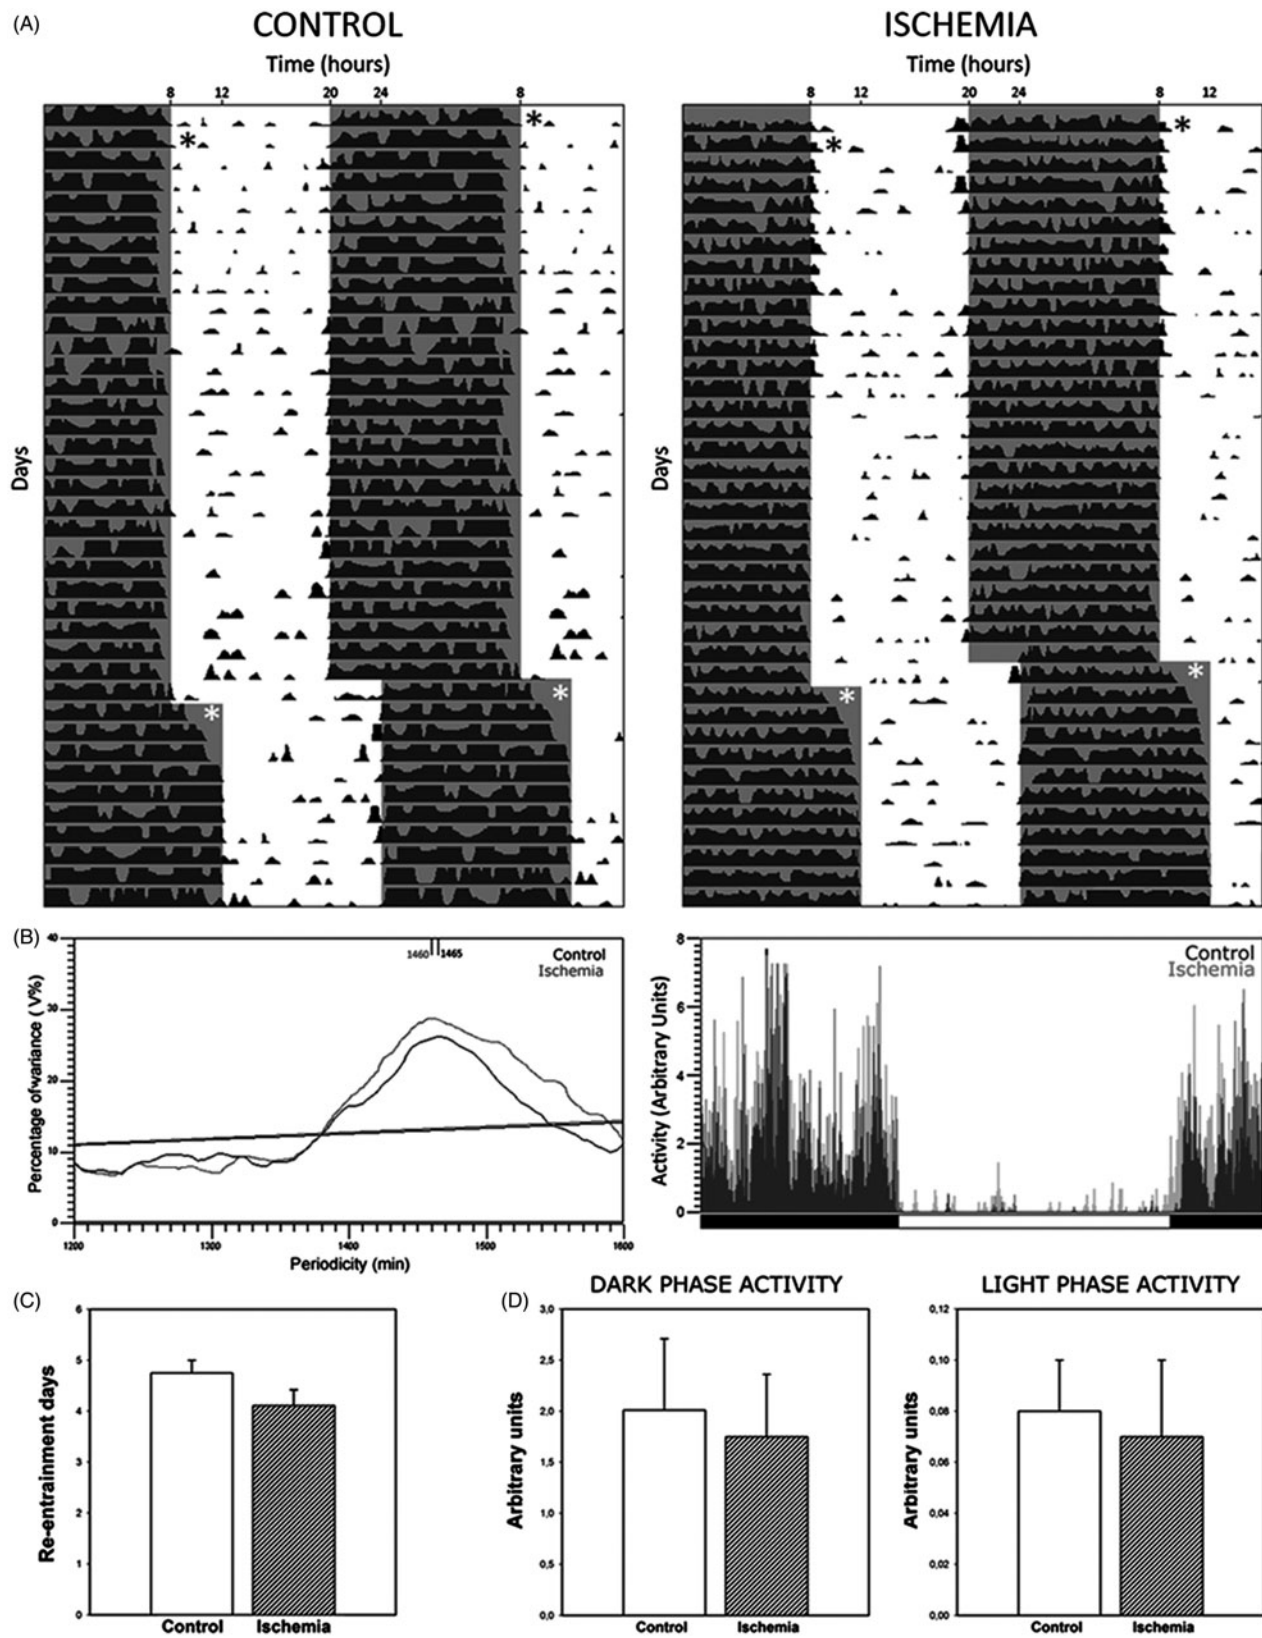 (A)
CONTROL
ISCHEMIA
Time (hours)
Time (hours)
8 12 20 24 8
8 12 20 24 8 12
*
*
*
*
Days
Days
*
*
*
*
(B)
40
30
20
10
0
Percentage of variance ( V%)
1460 1465
Control
Ischemia
1200 1300 1400 1500 1600
Periodicity (min)
8
6
4
2
0
Activity (Arbitrary Units)
Control
Ischemia
(C)
6
5
4
3
2
1
0
Re-entrainment days
Control Ischemia
(D)
DARK PHASE ACTIVITY
3,0
2,5
2,0
1,5
1,0
0,5
0,0
Arbitrary units
Control Ischemia
LIGHT PHASE ACTIVITY
0,12
0,10
0,08
0,06
0,04
0,02
0,00
Arbitrary units
Control Ischemia